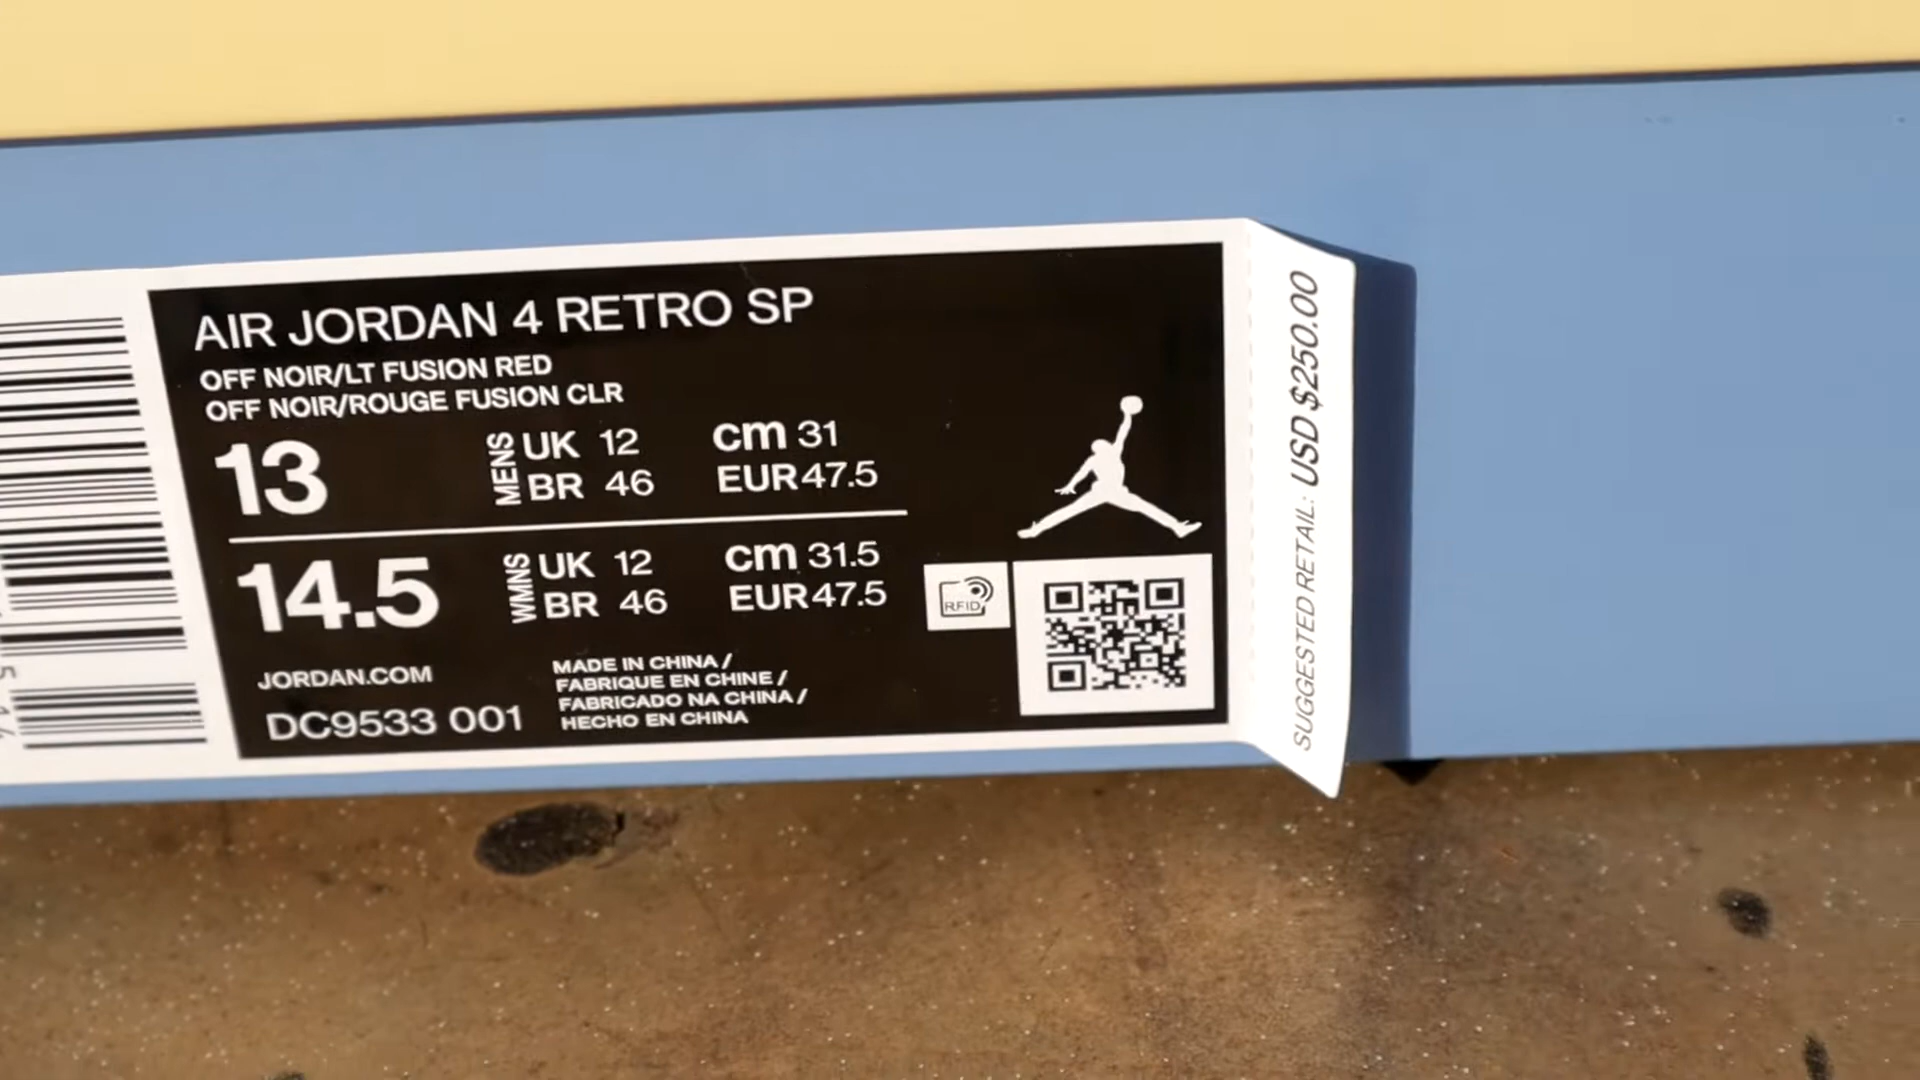 AIR JORDAN 4 RETRO SP
OFF NOIR/LT FUSION RED
OFF NOIR/ROUGE FUSION CLR
13 MENS UK 12 cm 31
BR 46 EUR 47.5
14.5 WMNS UK 12 cm 31.5
BR 46 EUR 47.5
RFID
JORDAN.COM
DC9533 001
MADE IN CHINA /
FABRIQUE EN CHINE /
FABRICADO NA CHINA /
HECHO EN CHINA
SUGGESTED RETAIL: USD $250.00